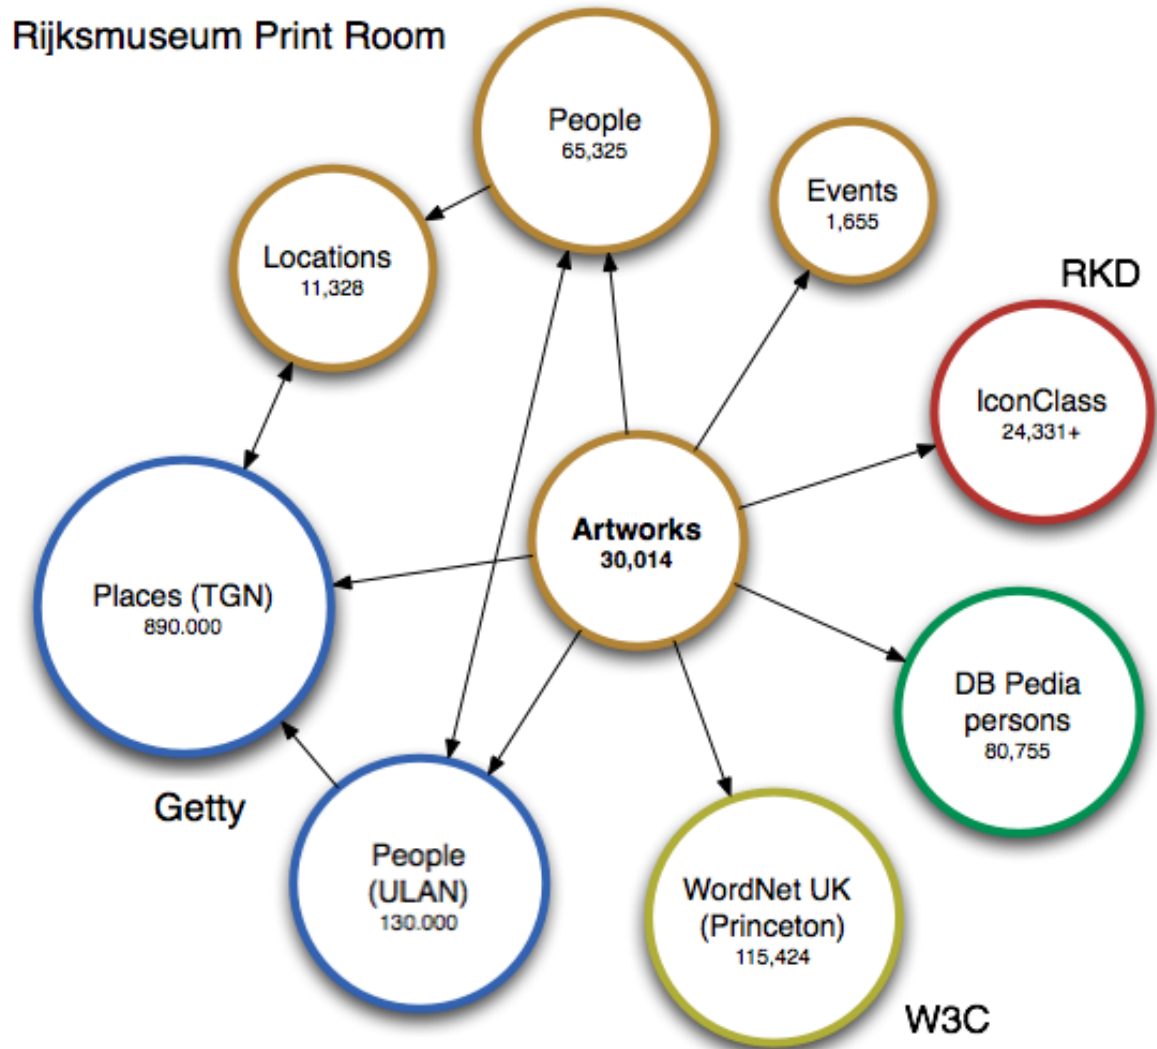 Rijksmuseum Print Room
People
65,325
Events
1,655
Locations
11,328
RKD
IconClass
24,331+
Artworks
30,014
Places (TGN)
890.000
DB Pedia
persons
80,755
Getty
People
(ULAN)
130.000
WordNet UK
(Princeton)
115,424
W3C